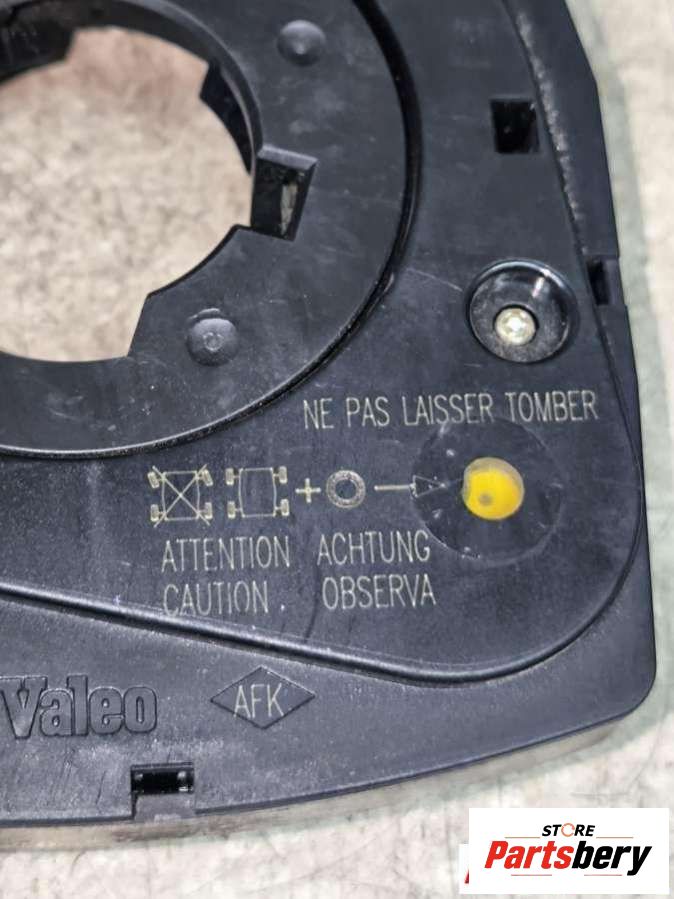 NE PAS LAISSER TOMBER
ATTENTION ACHTUNG
CAUTION OBSERVA
Valeo
AFK
STORE
Partsbery